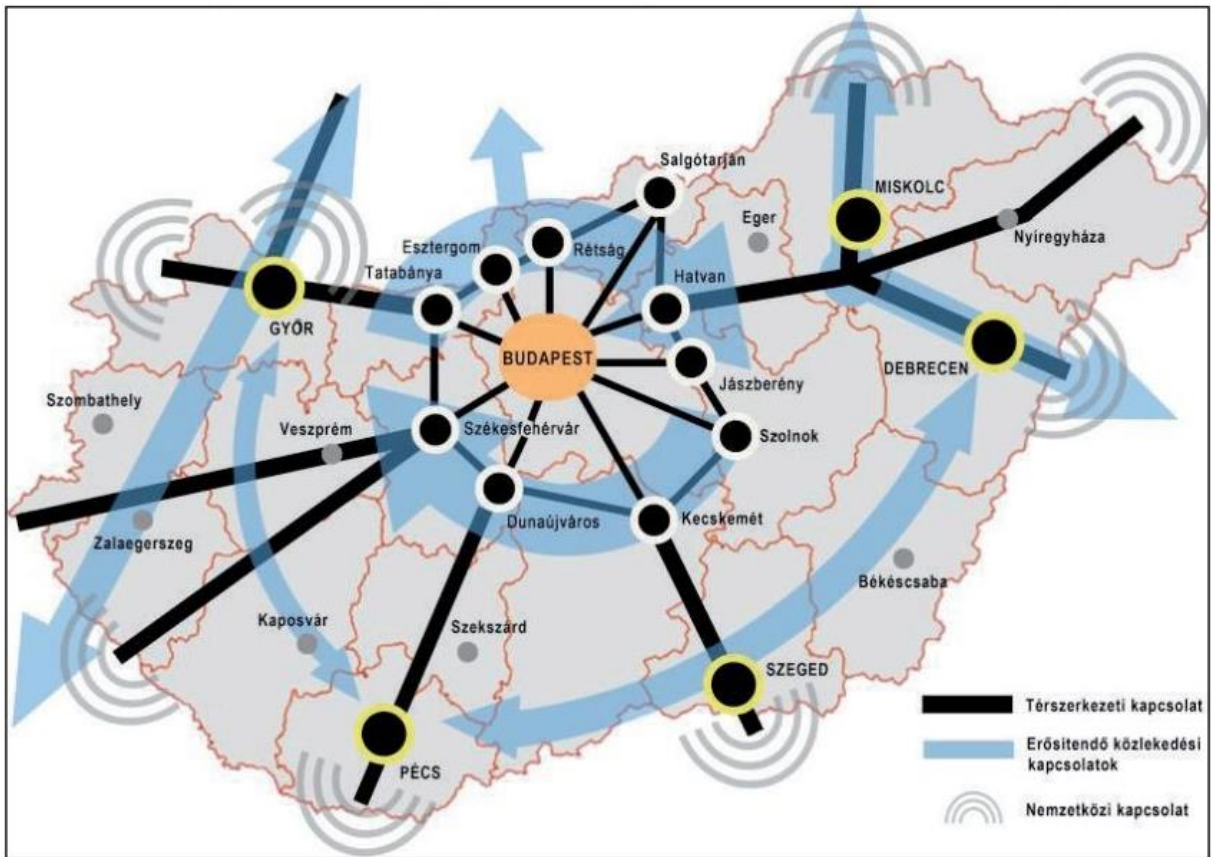 Salgótarján
MISKOLC
Eger
Nyíregyháza
Esztergom
Rétság
Tatabánya
Hatvan
GYŐR
BUDAPEST
DEBRECEN
Jászberény
Szombathely
Veszprém
Székesfehérvár
Szolnok
Dunaújváros
Kecskemét
Zalaegerszeg
Békéscsaba
Kaposvár
Szekszárd
SZEGED
PÉCS
Térszerkezeti kapcsolat
Erősítendő közlekedési
kapcsolatok
Nemzetközi kapcsolat